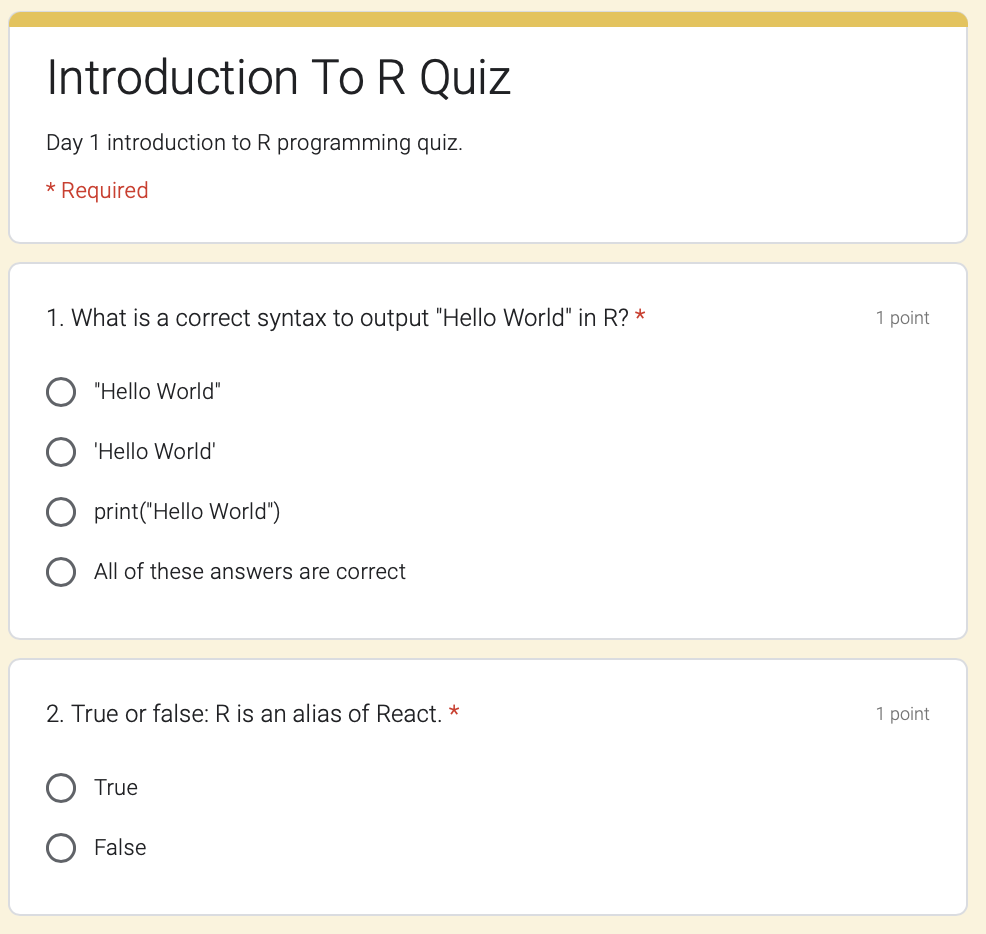 Introduction To R Quiz
Day 1 introduction to R programming quiz.
* Required
1. What is a correct syntax to output "Hello World" in R? *
1 point
"Hello World"
'Hello World'
print("Hello World")
All of these answers are correct
2. True or false: R is an alias of React. *
1 point
True
False